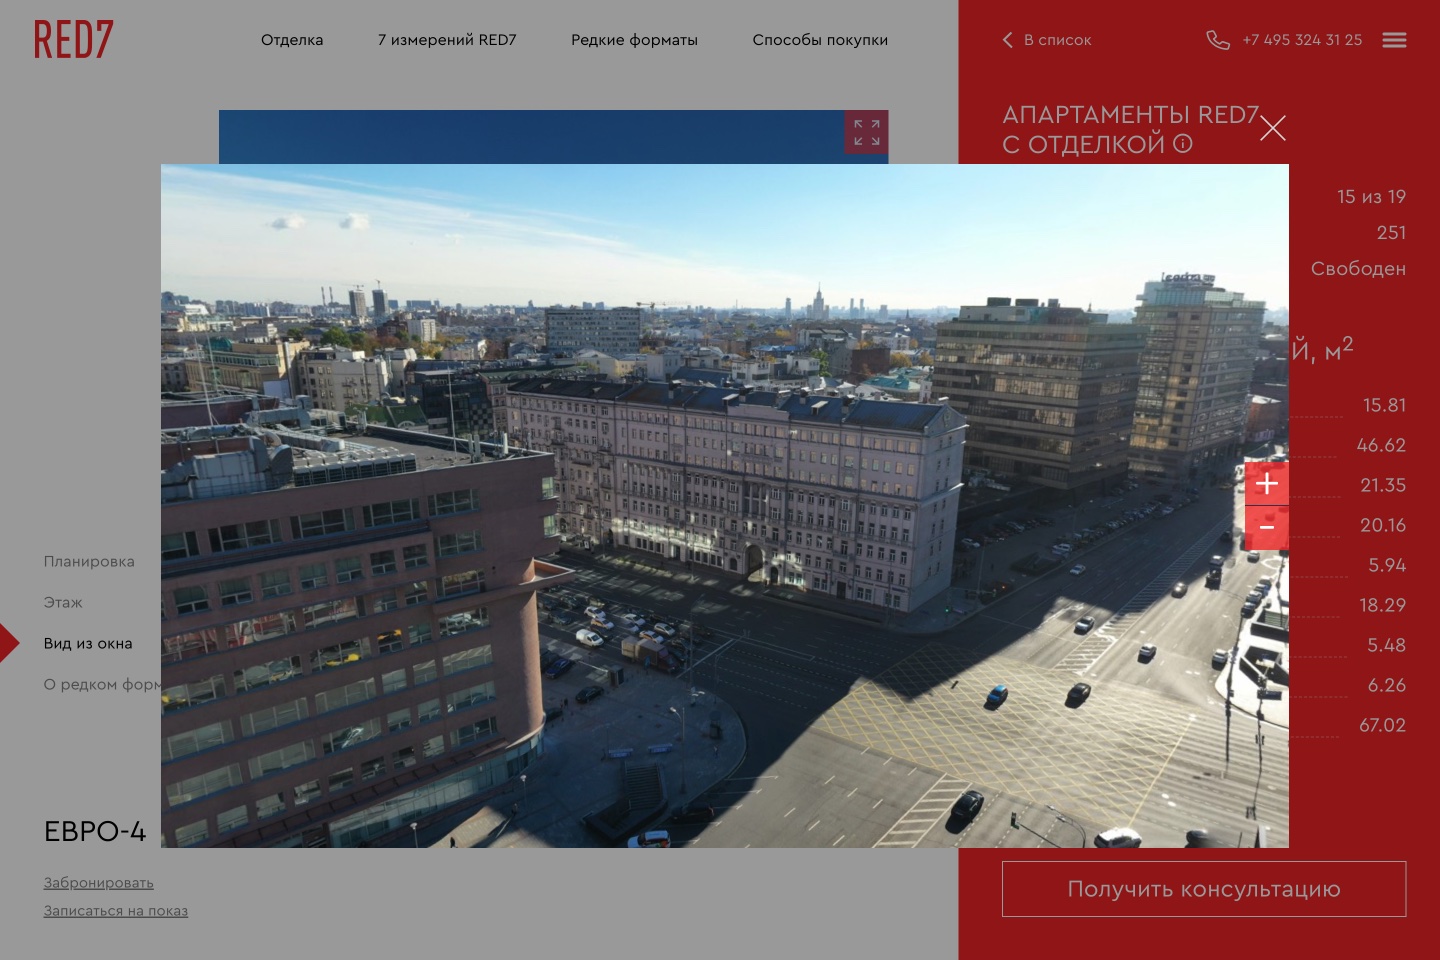 RED7
Отделка
7 измерений RED7
Редкие форматы
Способы покупки
В список
+7 495 324 31 25
АПАРТАМЕНТЫ RED7
С ОТДЕЛКОЙ
15 из 19
251
Свободен
Й, м²
15.81
46.62
21.35
20.16
5.94
18.29
5.48
6.26
67.02
Планировка
Этаж
Вид из окна
О редком форм
ЕВРО-4
Забронировать
Записаться на показ
Получить консультацию